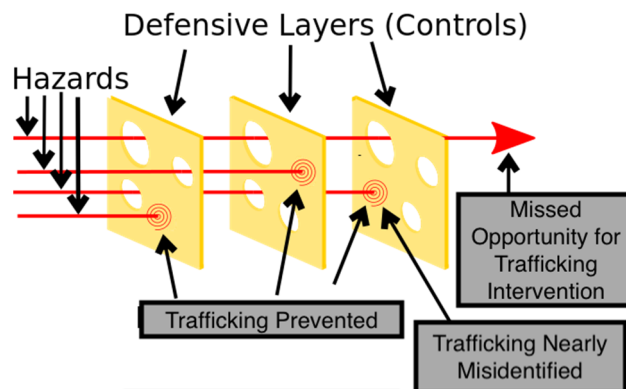 Defensive Layers (Controls)
Hazards
Missed
Opportunity for
Trafficking
Intervention
Trafficking Prevented
Trafficking Nearly
Misidentified